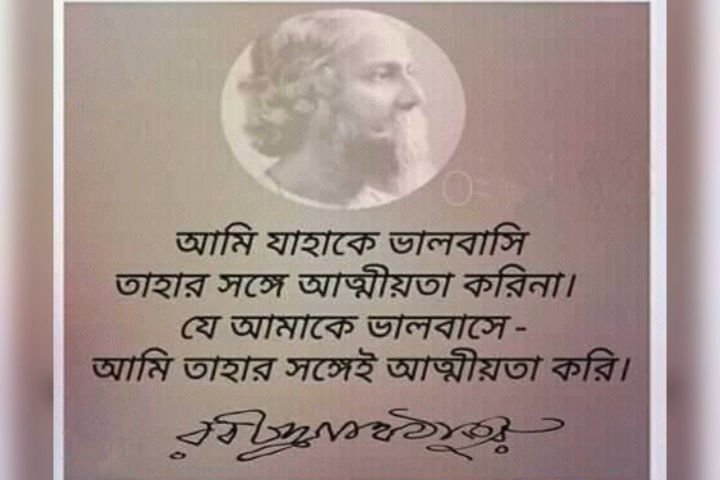 আমি যাহাকে ভালবাসি
তাহার সঙ্গে আত্মীয়তা করিনা।
যে আমাকে ভালবাসে -
আমি তাহার সঙ্গেই আত্মীয়তা করি।
রবীন্দ্রনাথ ঠাকুর